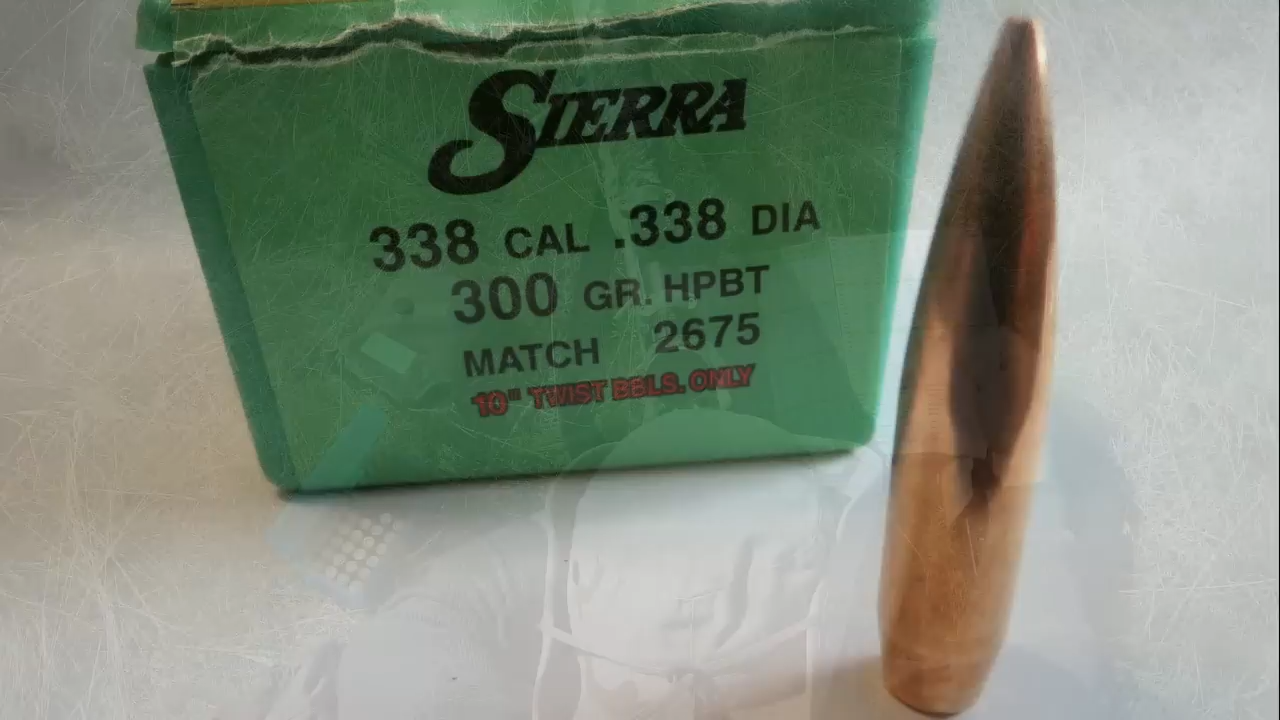 SIERRA
338 CAL .338 DIA
300 GR. HPBT
MATCH 2675
10" TWIST BBLS. ONLY